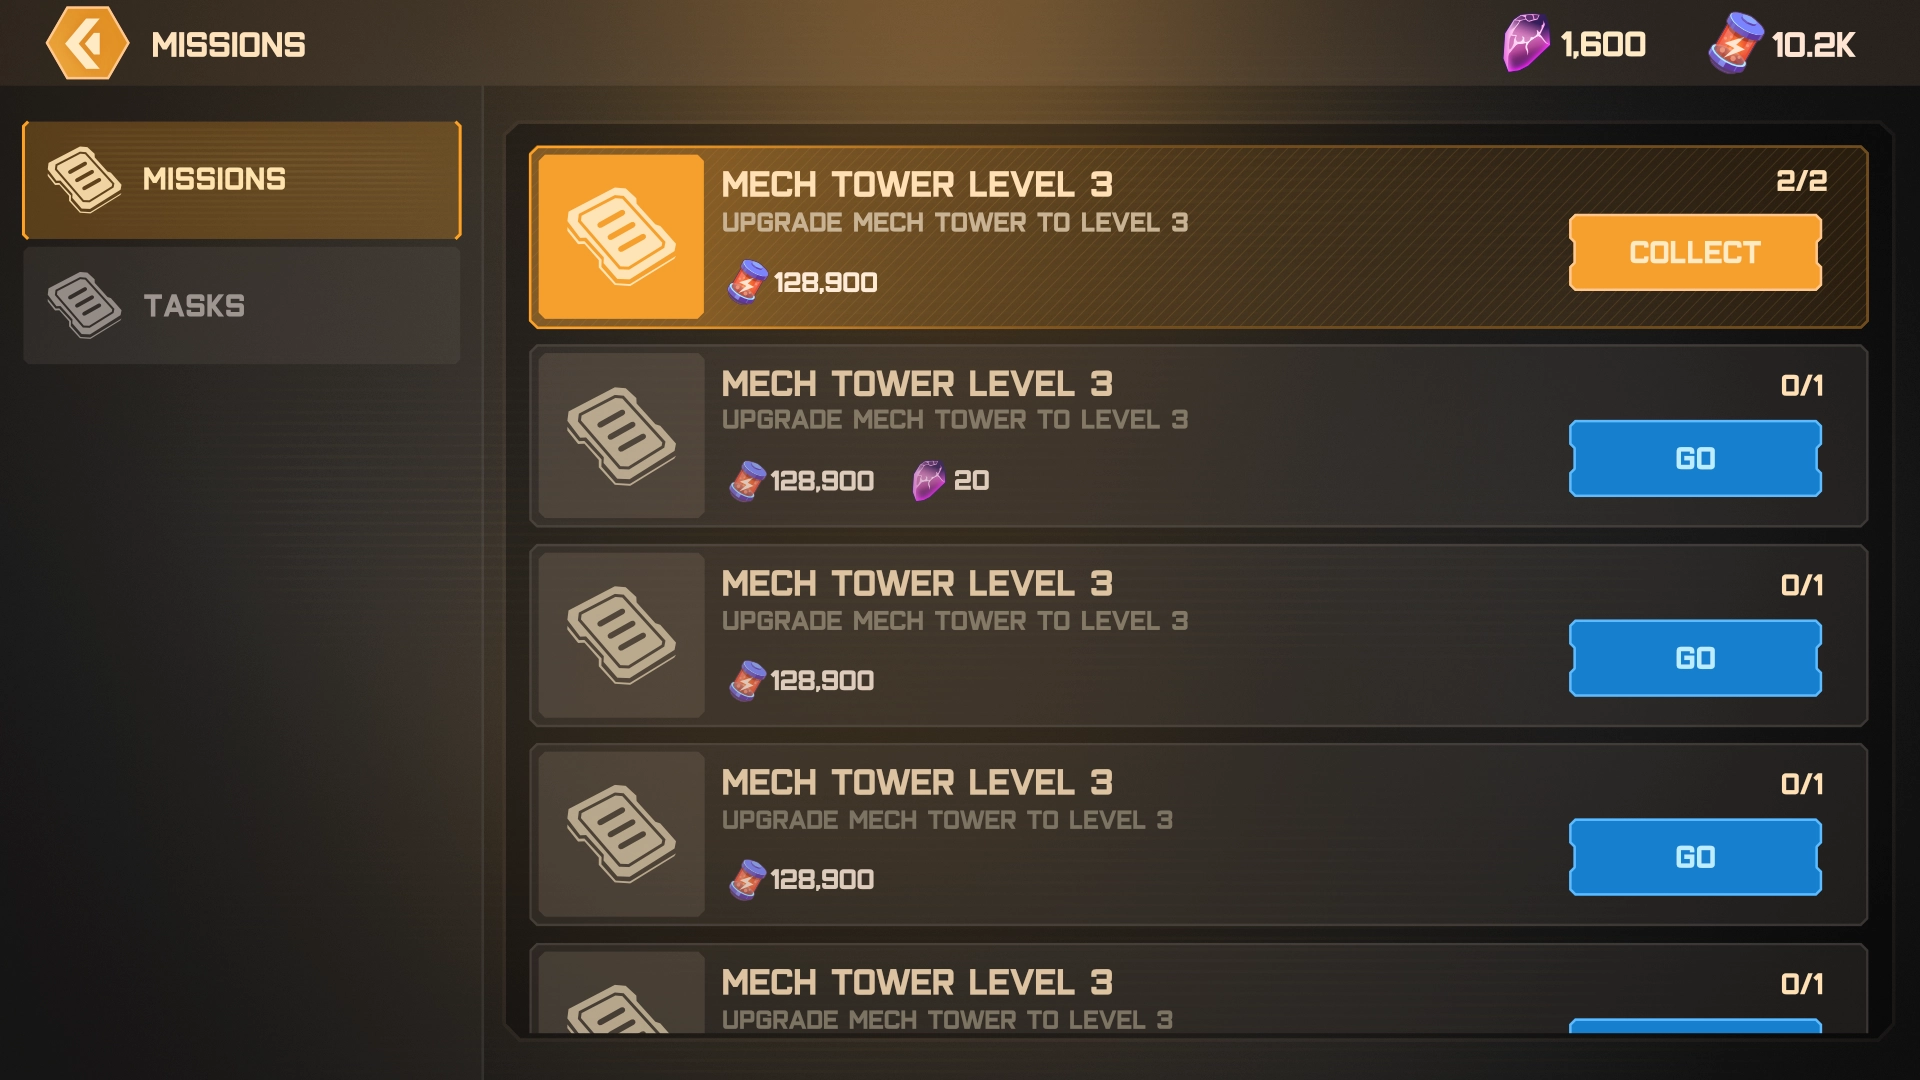 MISSIONS
1,600
10.2K
MISSIONS
TASKS
MECH TOWER LEVEL 3
UPGRADE MECH TOWER TO LEVEL 3
128,900
2/2
COLLECT
MECH TOWER LEVEL 3
UPGRADE MECH TOWER TO LEVEL 3
128,900
20
0/1
GO
MECH TOWER LEVEL 3
UPGRADE MECH TOWER TO LEVEL 3
128,900
0/1
GO
MECH TOWER LEVEL 3
UPGRADE MECH TOWER TO LEVEL 3
128,900
0/1
GO
MECH TOWER LEVEL 3
UPGRADE MECH TOWER TO LEVEL 3
0/1